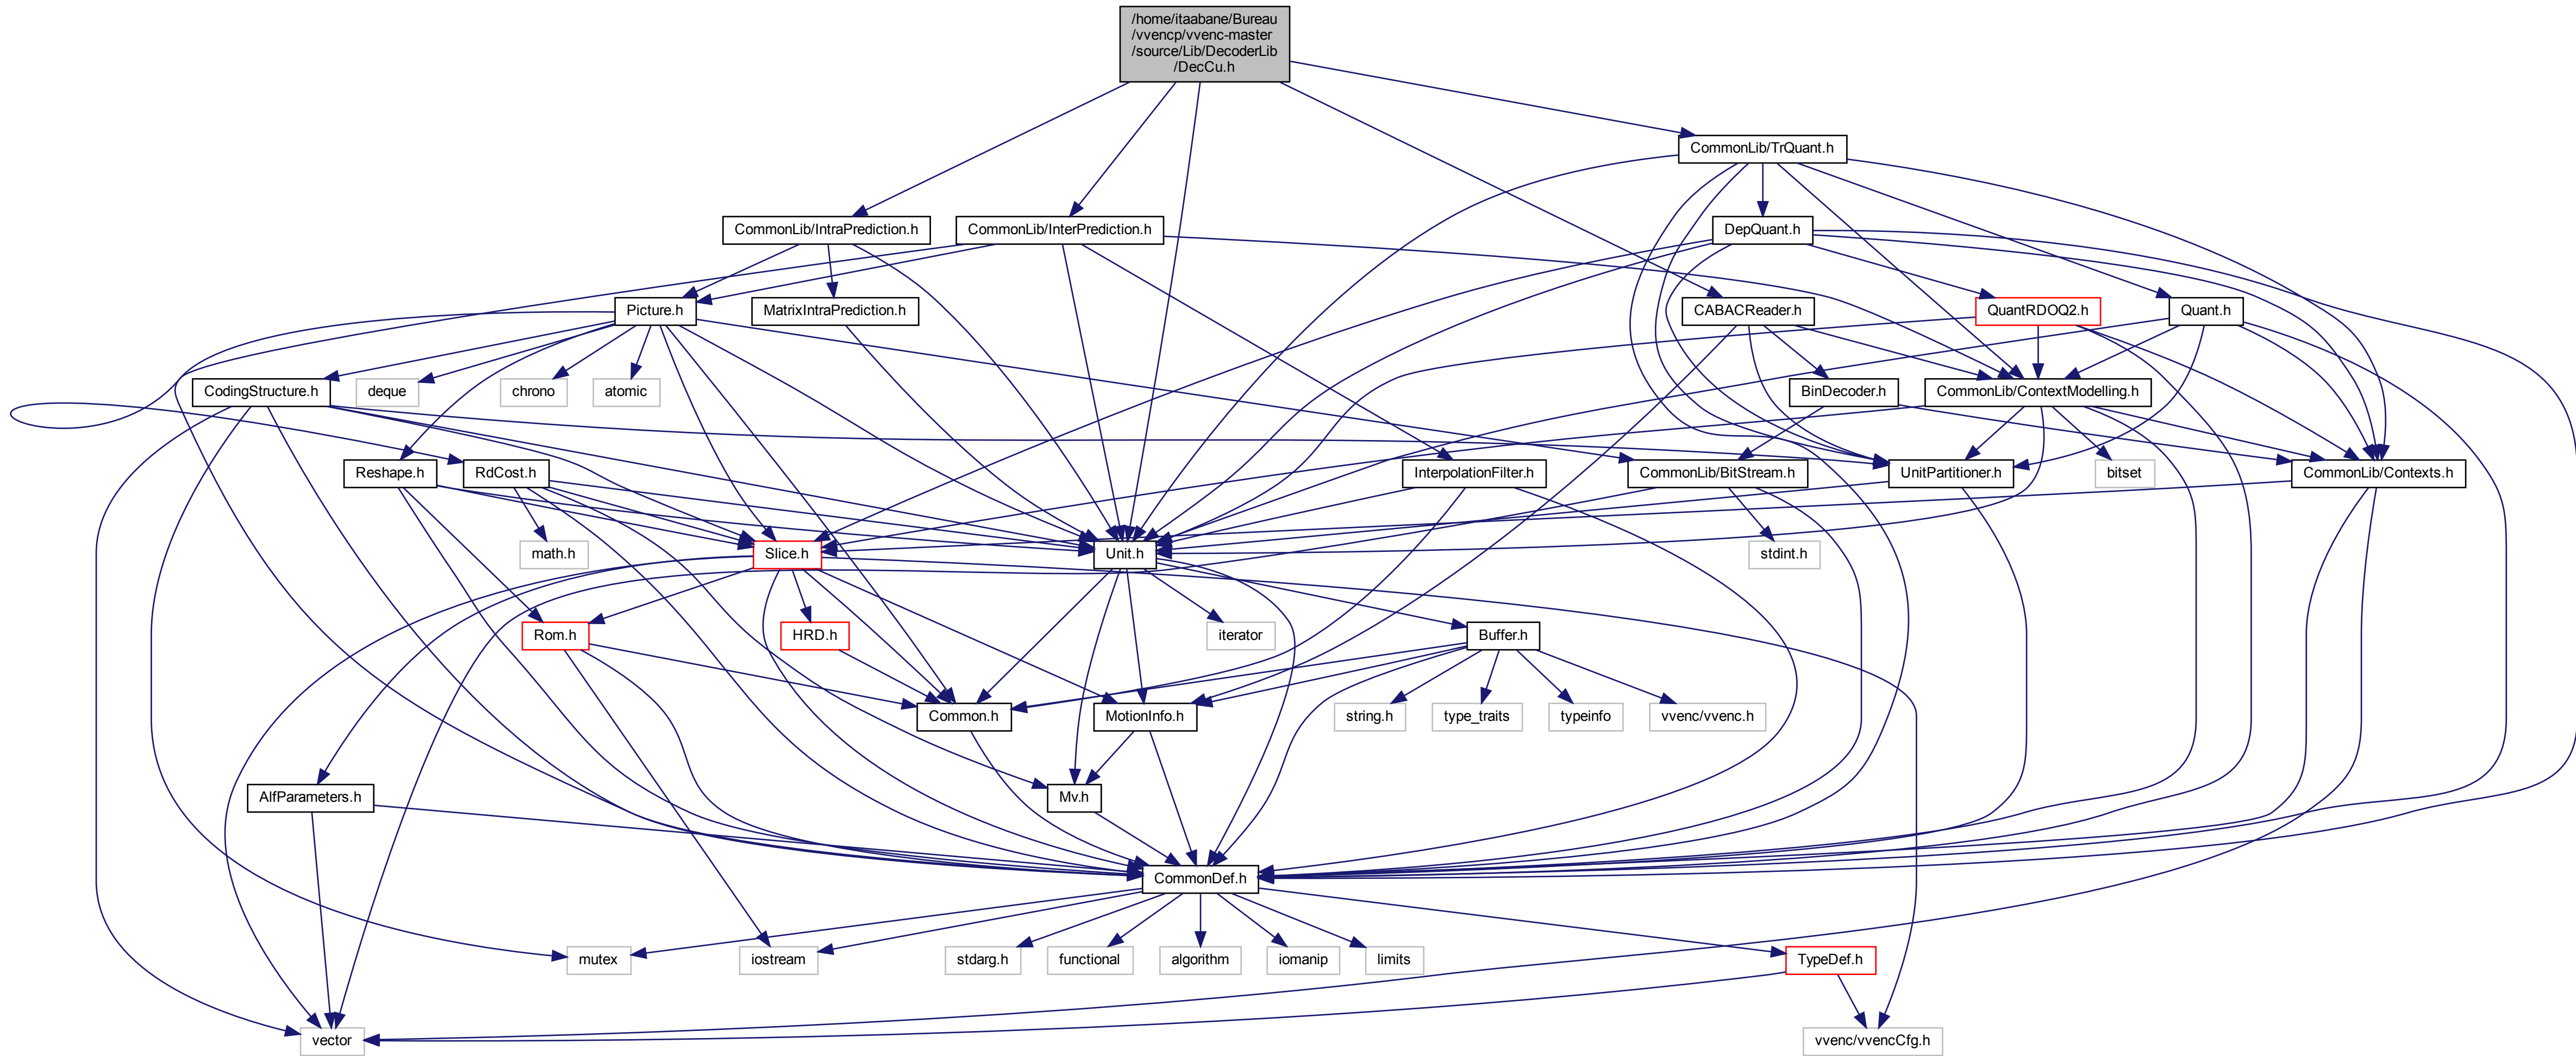 /home/itaabane/Bureau
/vvencp/vvenc-master
/source/Lib/DecoderLib
/DecCu.h
CommonLib/TrQuant.h
CommonLib/IntraPrediction.h
CommonLib/InterPrediction.h
DepQuant.h
Picture.h
MatrixIntraPrediction.h
CABACReader.h
QuantRDOQ2.h
Quant.h
CodingStructure.h
deque
chrono
atomic
BinDecoder.h
CommonLib/ContextModelling.h
Reshape.h
RdCost.h
InterpolationFilter.h
CommonLib/BitStream.h
UnitPartitioner.h
bitset
CommonLib/Contexts.h
math.h
Slice.h
Unit.h
stdint.h
Rom.h
HRD.h
iterator
Buffer.h
Common.h
MotionInfo.h
string.h
type_traits
typeinfo
vvenc/vvenc.h
AlfParameters.h
Mv.h
CommonDef.h
mutex
iostream
stdarg.h
functional
algorithm
iomanip
limits
TypeDef.h
vector
vvenc/vvencCfg.h